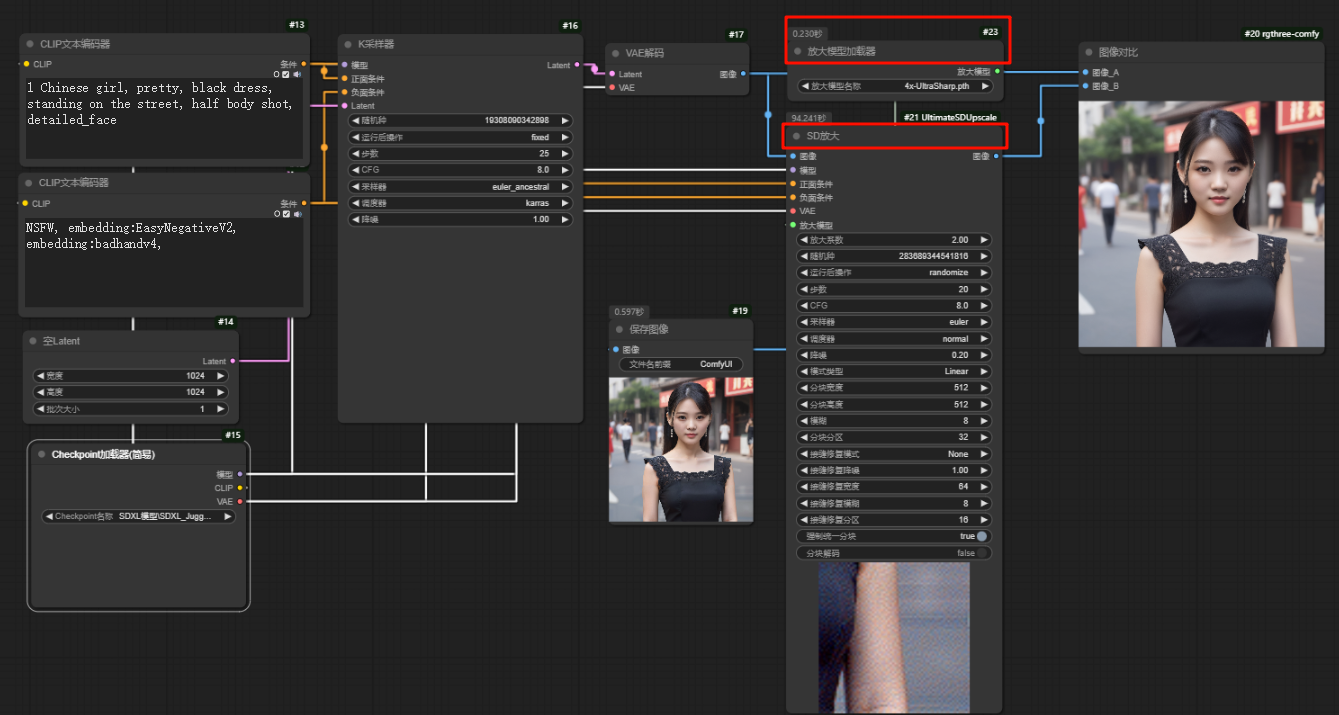 #13
CLIP文本编码器
CLIP
条件
1 Chinese girl, pretty, black dress,
standing on the street, half body shot,
detailed_face
CLIP文本编码器
CLIP
条件
NSFW, embedding:EasyNegativeV2,
embedding:badhandv4,
#14
空Latent
Latent
宽度 1024
高度 1024
批次大小 1
#15
Checkpoint加载器(简易)
模型
CLIP
VAE
Checkpoint名称 SDXL模型\SDXL_Jugg...
#16
K采样器
模型 Latent
正面条件
负面条件
Latent
随机种 19308090342898
运行后操作 fixed
步数 25
CFG 8.0
采样器 euler_ancestral
调度器 karras
降噪 1.00
#17
VAE解码
Latent 图像
VAE
0.597秒 #19
保存图像
图像
文件名前缀 ComfyUI
0.230秒 #23
放大模型加载器
放大模型
放大模型名称 4x-UltraSharp.pth
94.241秒 #21 UltimateSDUpscale
SD放大
图像 图像
模型
正面条件
负面条件
VAE
放大模型
放大系数 2.00
随机种 283689344541816
运行后操作 randomize
步数 20
CFG 8.0
采样器 euler
调度器 normal
降噪 0.20
模式类型 Linear
分块宽度 512
分块高度 512
模糊 8
分块分区 32
接缝修复模式 None
接缝修复降噪 1.00
接缝修复宽度 64
接缝修复模糊 8
接缝修复分区 16
强制统一分块 true
分块解码 false
#20 rgthree-comfy
图像对比
图像_A
图像_B